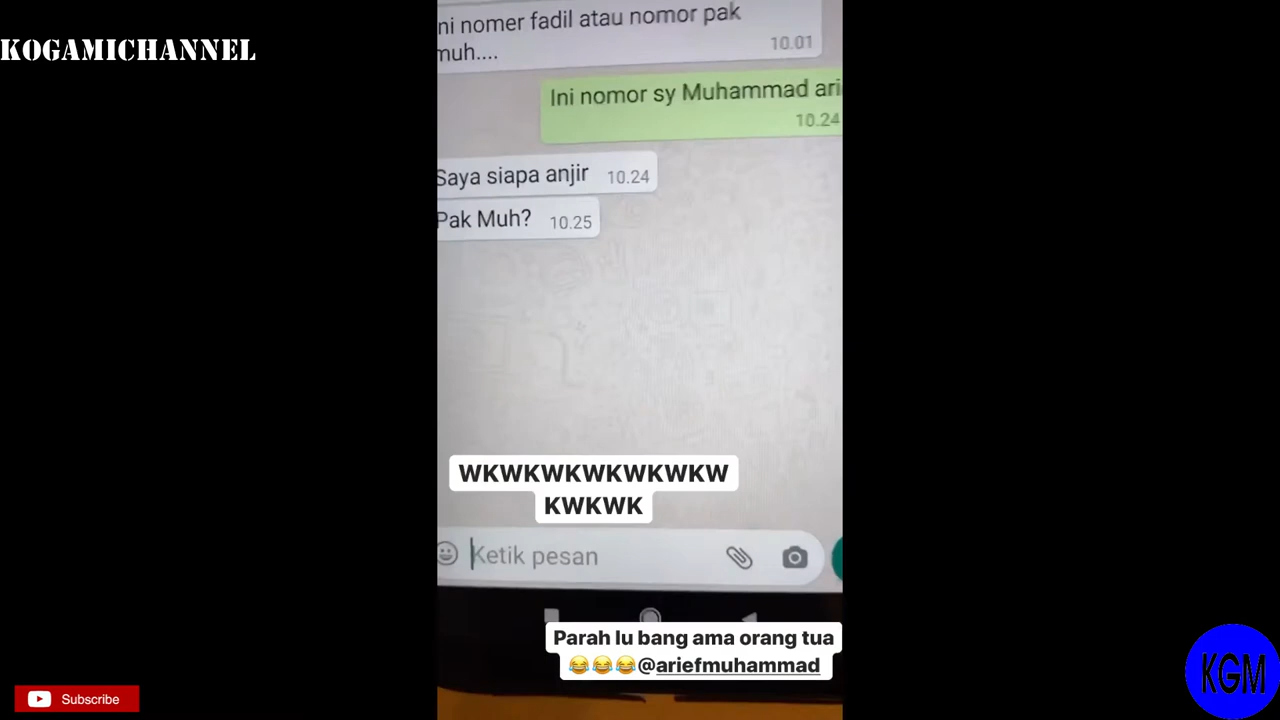 KOGAMICHANNEL
ni nomer fadil atau nomor pak
muh....
10.01
Ini nomor sy Muhammad ari
10.24
Saya siapa anjir 10.24
Pak Muh? 10.25
WKWKWKWKWKWKW
KWKWK
Ketik pesan
Parah lu bang ama orang tua
😂😂😂@ariefmuhammad
Subscribe
KGM